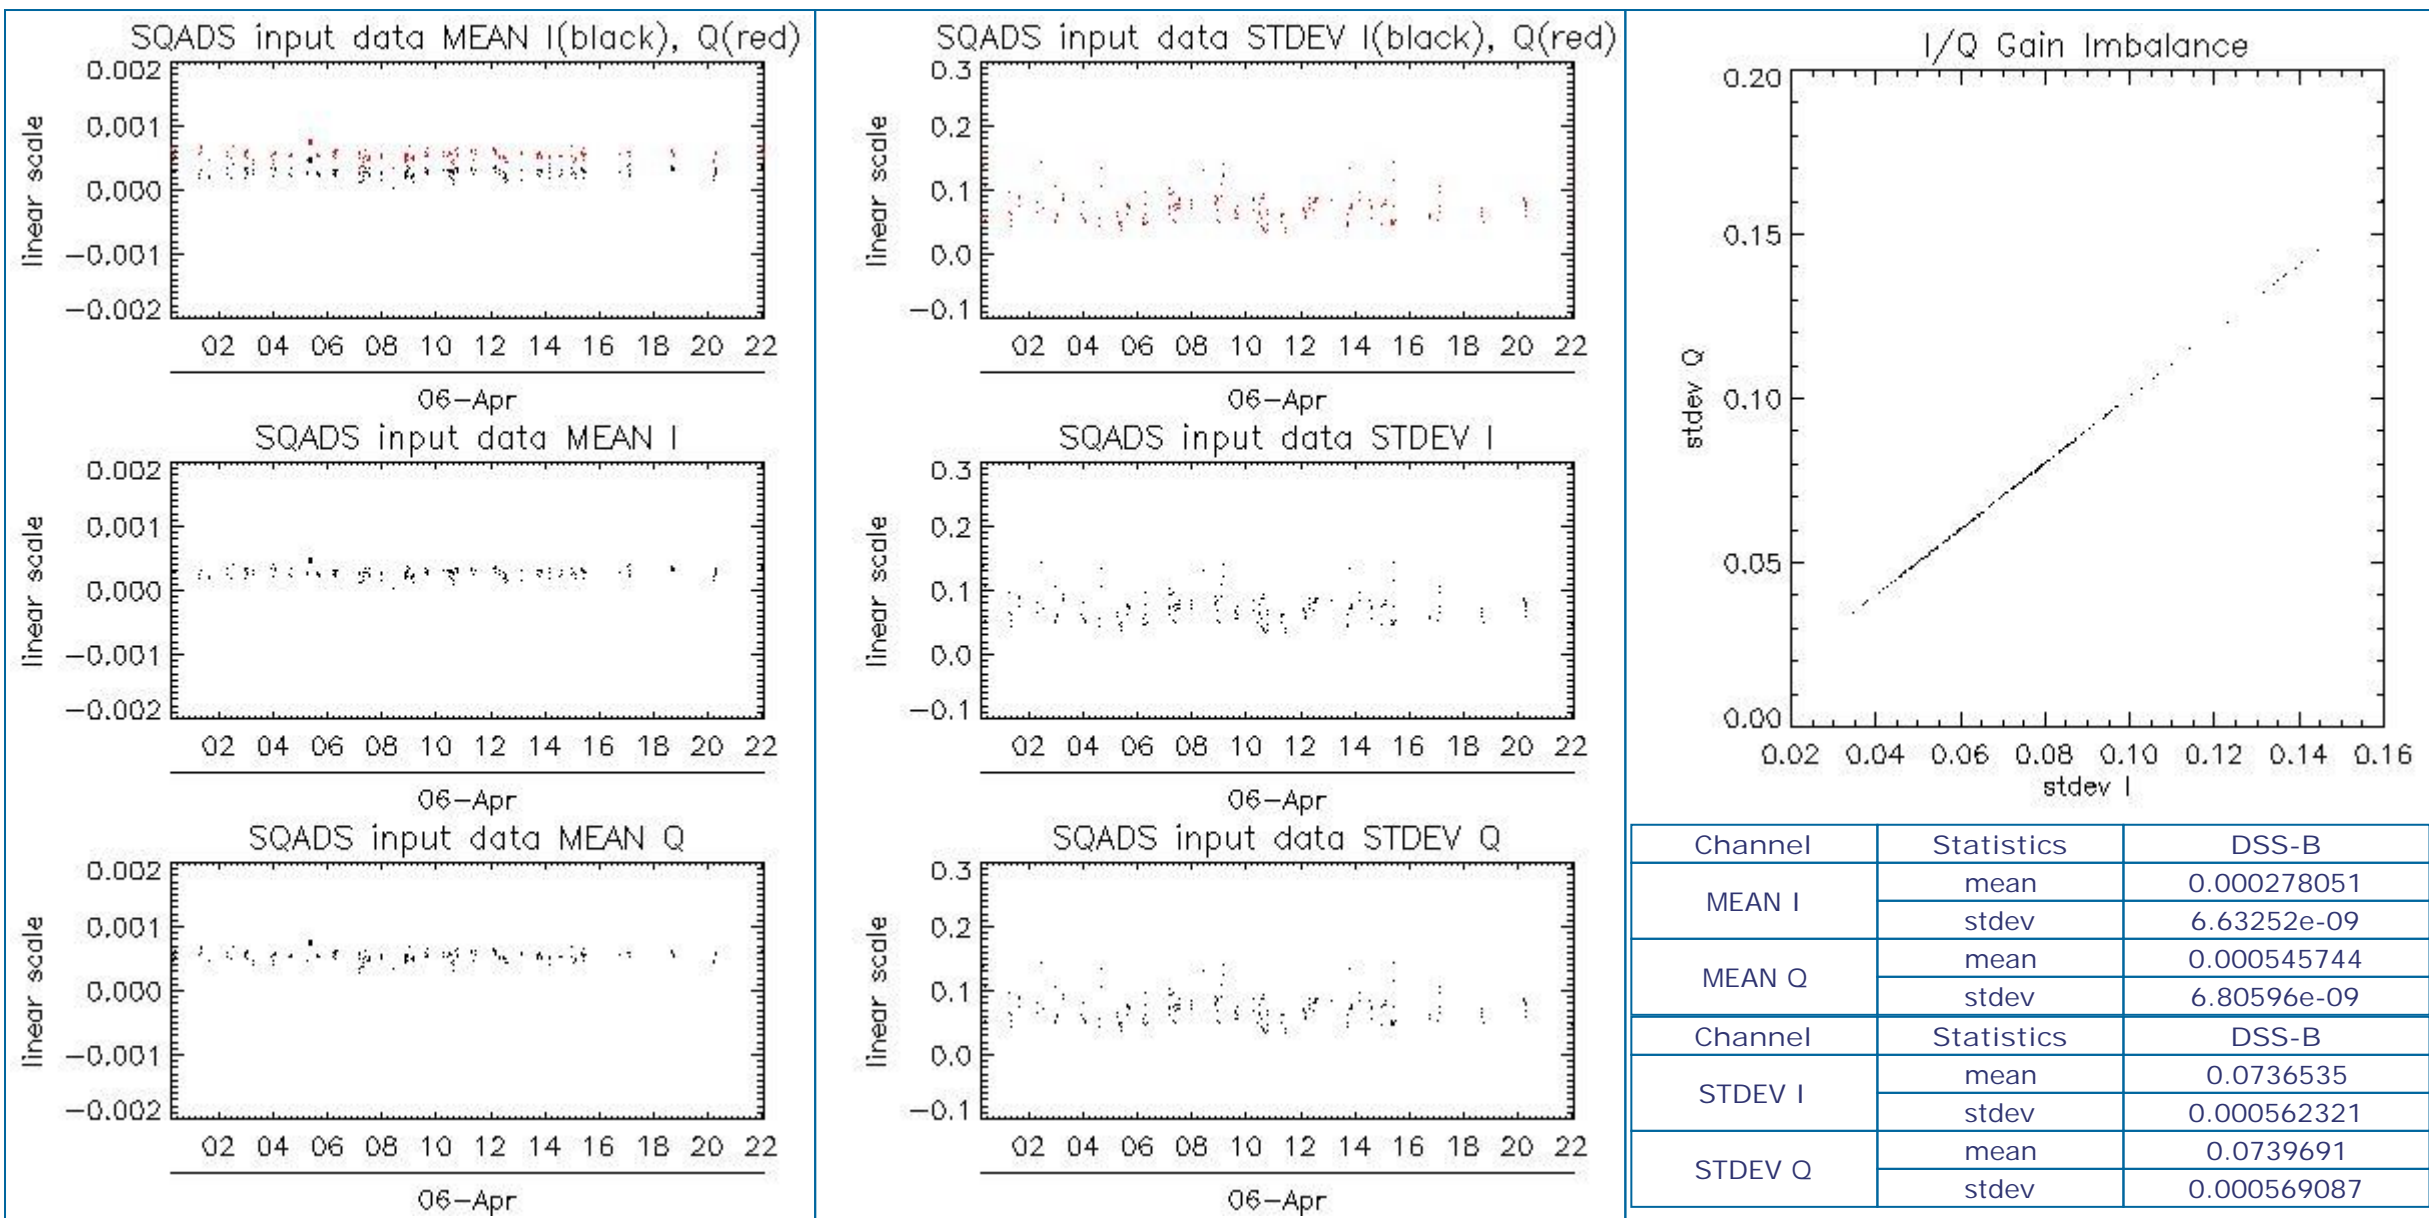 SQADS input data MEAN I(black), Q(red)
0.002
0.001
0.000
−0.001
−0.002
linear scale
02 04 06 08 10 12 14 16 18 20 22
06−Apr
SQADS input data MEAN I
0.002
0.001
0.000
−0.001
−0.002
linear scale
02 04 06 08 10 12 14 16 18 20 22
06−Apr
SQADS input data MEAN Q
0.002
0.001
0.000
−0.001
−0.002
linear scale
02 04 06 08 10 12 14 16 18 20 22
06−Apr
SQADS input data STDEV I(black), Q(red)
0.3
0.2
0.1
0.0
−0.1
linear scale
02 04 06 08 10 12 14 16 18 20 22
06−Apr
SQADS input data STDEV I
0.3
0.2
0.1
0.0
−0.1
linear scale
02 04 06 08 10 12 14 16 18 20 22
06−Apr
SQADS input data STDEV Q
0.3
0.2
0.1
0.0
−0.1
linear scale
02 04 06 08 10 12 14 16 18 20 22
06−Apr
I/Q Gain Imbalance
0.20
0.15
0.10
0.05
0.00
stdev Q
0.02 0.04 0.06 0.08 0.10 0.12 0.14 0.16
stdev I
Channel Statistics DSS-B
MEAN I mean 0.000278051
stdev 6.63252e-09
MEAN Q mean 0.000545744
stdev 6.80596e-09
Channel Statistics DSS-B
STDEV I mean 0.0736535
stdev 0.000562321
STDEV Q mean 0.0739691
stdev 0.000569087